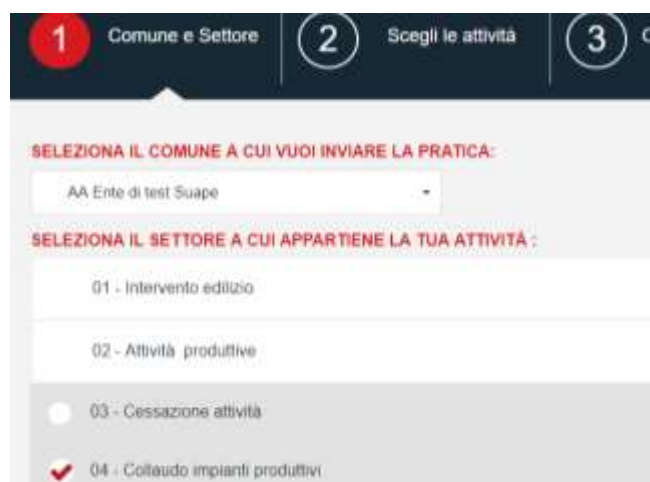 1 Comune e Settore 2 Scegli le attività 3
SELEZIONA IL COMUNE A CUI VUOI INVIARE LA PRATICA:
AA Ente di test Suape
SELEZIONA IL SETTORE A CUI APPARTIENE LA TUA ATTIVITÀ :
01 - Intervento edilizio
02 - Attività produttive
03 - Cessazione attività
04 - Collaudo impianti produttivi